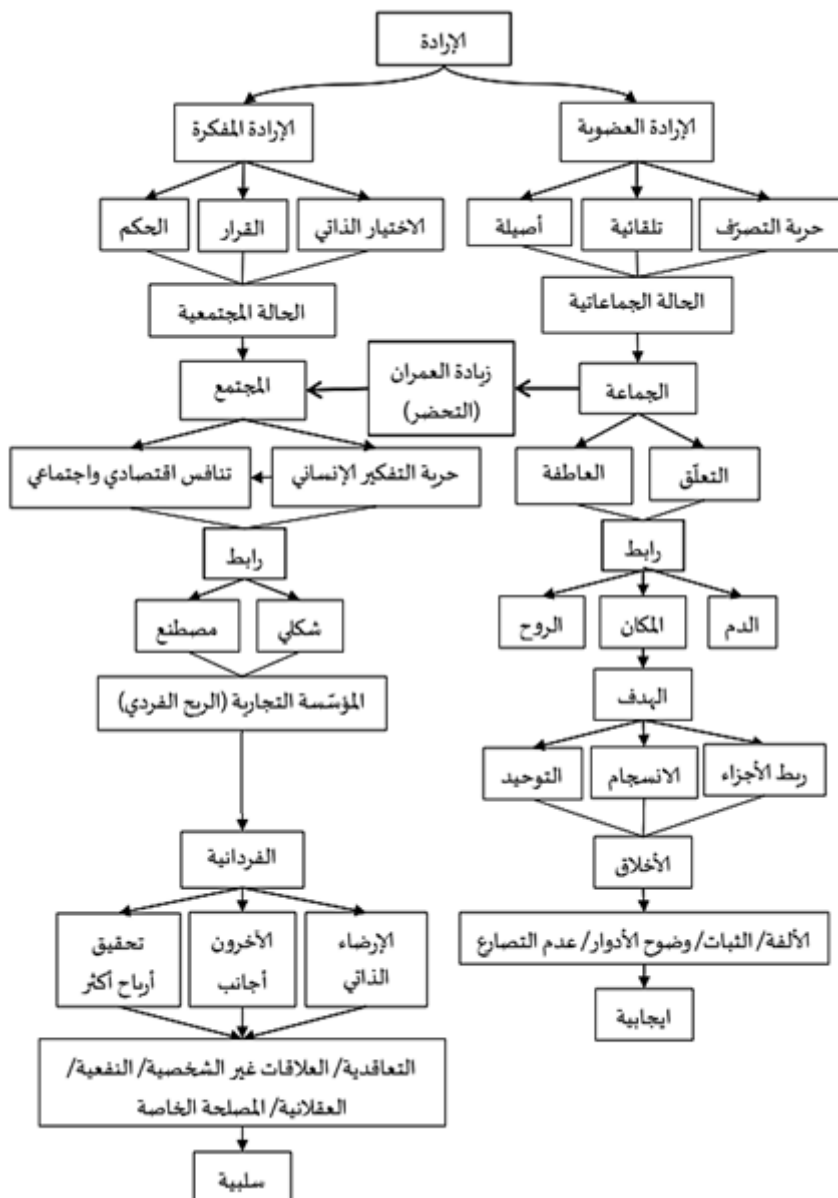 الإرادة
الإرادة العضوية
الإرادة المفكرة
حرية التصرّف
تلقائية
أصيلة
الاختيار الذاتي
القرار
الحكم
الحالة الجماعاتية
الحالة المجتمعية
الجماعة
زيادة العمران
(التحضر)
المجتمع
التعلّق
العاطفة
حرية التفكير الإنساني
تنافس اقتصادي واجتماعي
رابط
رابط
الدم
المكان
الروح
شكلي
مصطنع
الهدف
المؤسّسة التجارية (الربح الفردي)
ربط الأجزاء
الانسجام
التوحيد
الأخلاق
الفردانية
الألفة/ الثبات/ وضوح الأدوار/ عدم التصارع
الإرضاء
الذاتي
الأخرون
أجانب
تحقيق
أرباح أكثر
ايجابية
التعاقدية/ العلاقات غير الشخصية/ النفعية/
العقلانية/ المصلحة الخاصة
سلبية